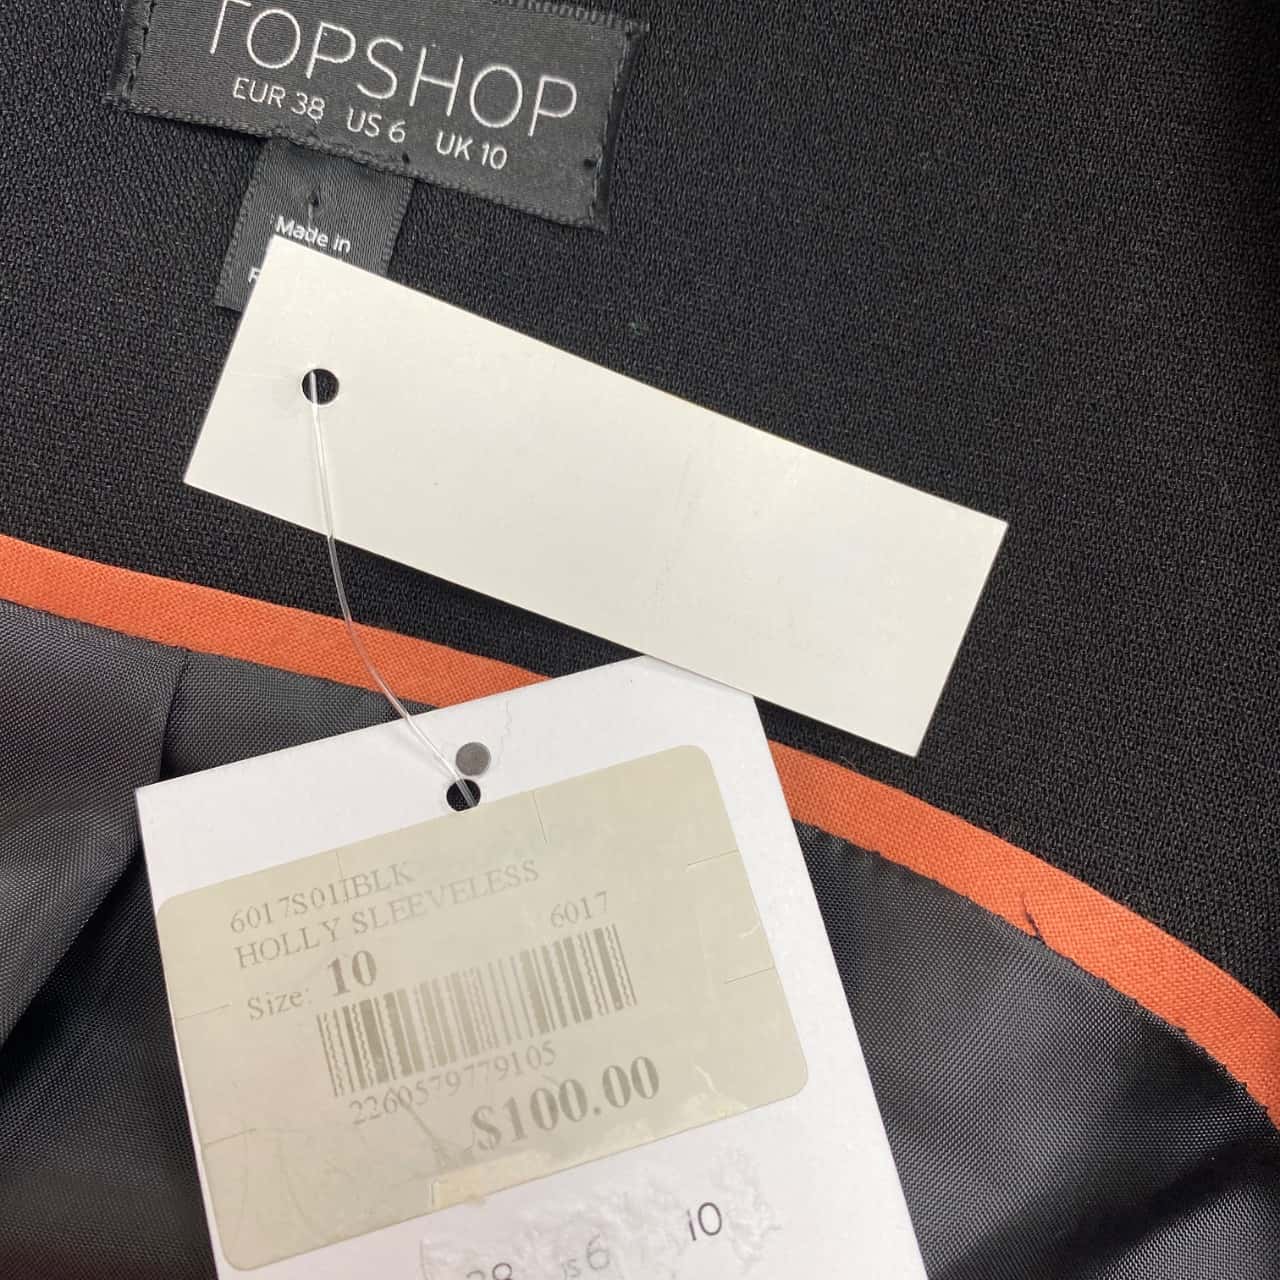 TOPSHOP
EUR 38 US 6 UK 10
Made in
6017S01IBLK
HOLLY SLEEVELESS
Size: 10 6017
2260579779105
$100.00
6 10